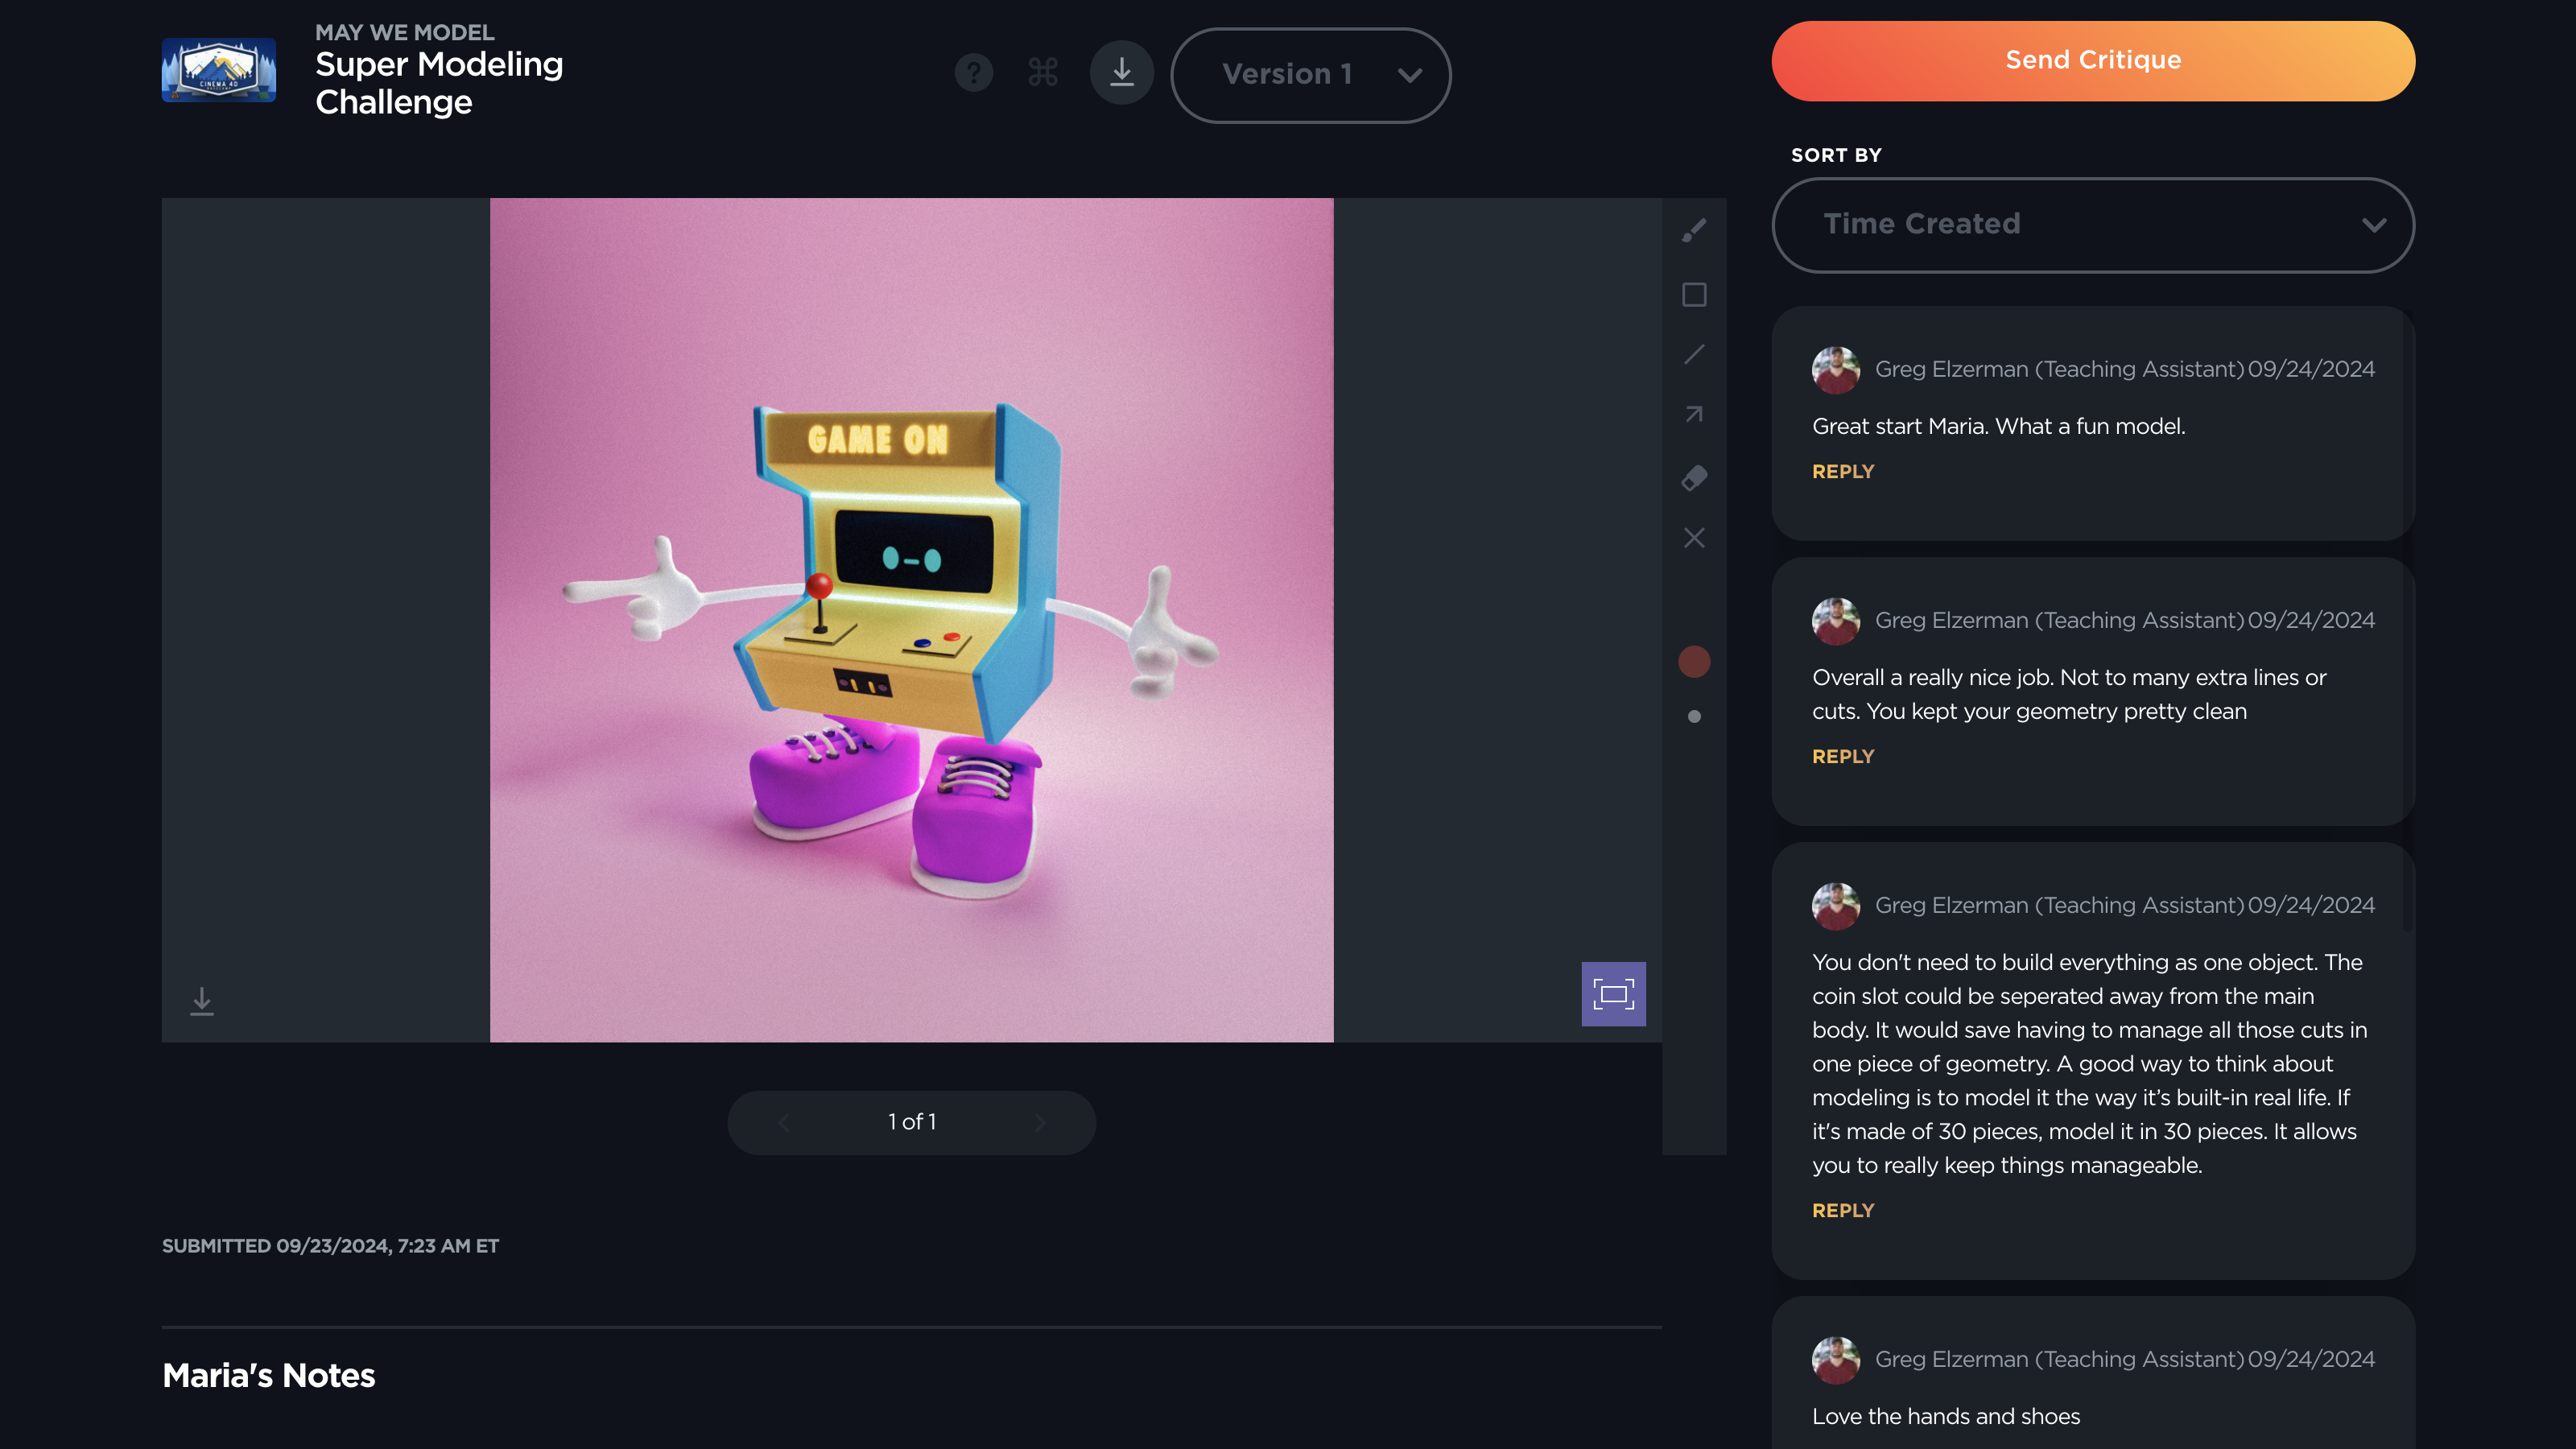 MAY WE MODEL
Super Modeling
Challenge
CINEMA 4D
?
Version 1
Send Critique
SORT BY
Time Created
GAME ON
Greg Elzerman (Teaching Assistant) 09/24/2024
Great start Maria. What a fun model.
REPLY
Greg Elzerman (Teaching Assistant) 09/24/2024
Overall a really nice job. Not to many extra lines or
cuts. You kept your geometry pretty clean
REPLY
Greg Elzerman (Teaching Assistant) 09/24/2024
You don't need to build everything as one object. The
coin slot could be seperated away from the main
body. It would save having to manage all those cuts in
one piece of geometry. A good way to think about
modeling is to model it the way it’s built-in real life. If
it's made of 30 pieces, model it in 30 pieces. It allows
you to really keep things manageable.
REPLY
Greg Elzerman (Teaching Assistant) 09/24/2024
Love the hands and shoes
1 of 1
SUBMITTED 09/23/2024, 7:23 AM ET
Maria's Notes